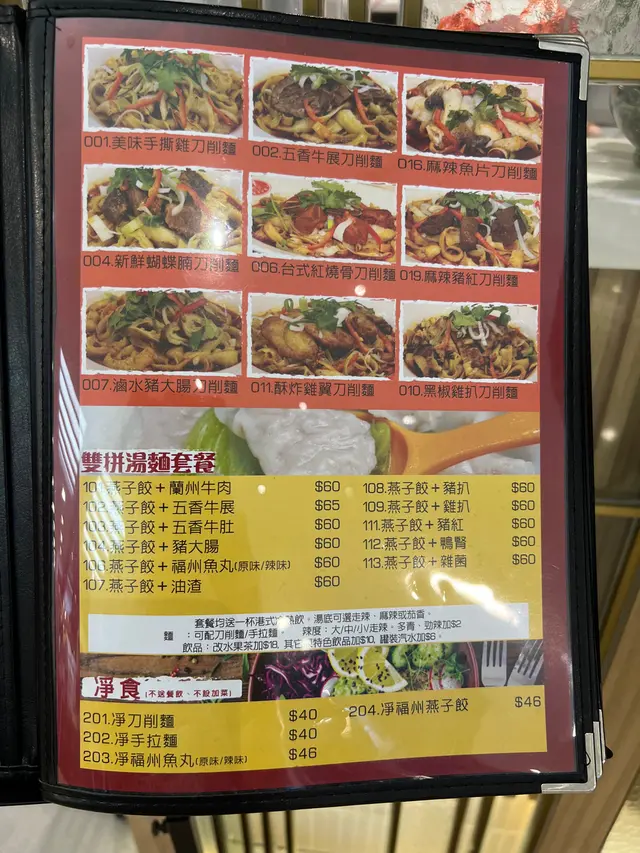 001.美味手撕雞刀削麵
002.五香牛展刀削麵
016.麻辣魚片刀削麵
004.新鮮蝴蝶腩刀削麵
006.台式紅燒骨刀削麵
019.麻辣豬紅刀削麵
007.滷水豬大腸刀削麵
011.酥炸雞翼刀削麵
010.黑椒雞扒刀削麵
雙拼湯麵套餐
101.燕子餃+蘭州牛肉 $60
102.燕子餃+五香牛展 $65
103.燕子餃+五香牛肚 $60
104.燕子餃+豬大腸 $60
106.燕子餃+福州魚丸(原味/辣味) $60
107.燕子餃+油渣 $60
108.燕子餃+豬扒 $60
109.燕子餃+雞扒 $60
111.燕子餃+豬紅 $60
112.燕子餃+鴨腎 $60
113.燕子餃+雜菌 $60
套餐均送一杯港式 熱飲。湯底可選走辣、麻辣或茄香。
麵 :可配刀削麵/手拉麵。 辣度:大/中/小/走辣。多青、勁辣加$2
飲品:改水果茶加$18, 其它 特色飲品加$10, 罐裝汽水加$6。
凈食(不送餐飲、不設加菜)
201.凈刀削麵 $40
202.凈手拉麵 $40
203.凈福州魚丸(原味/辣味) $46
204.凈福州燕子餃 $46